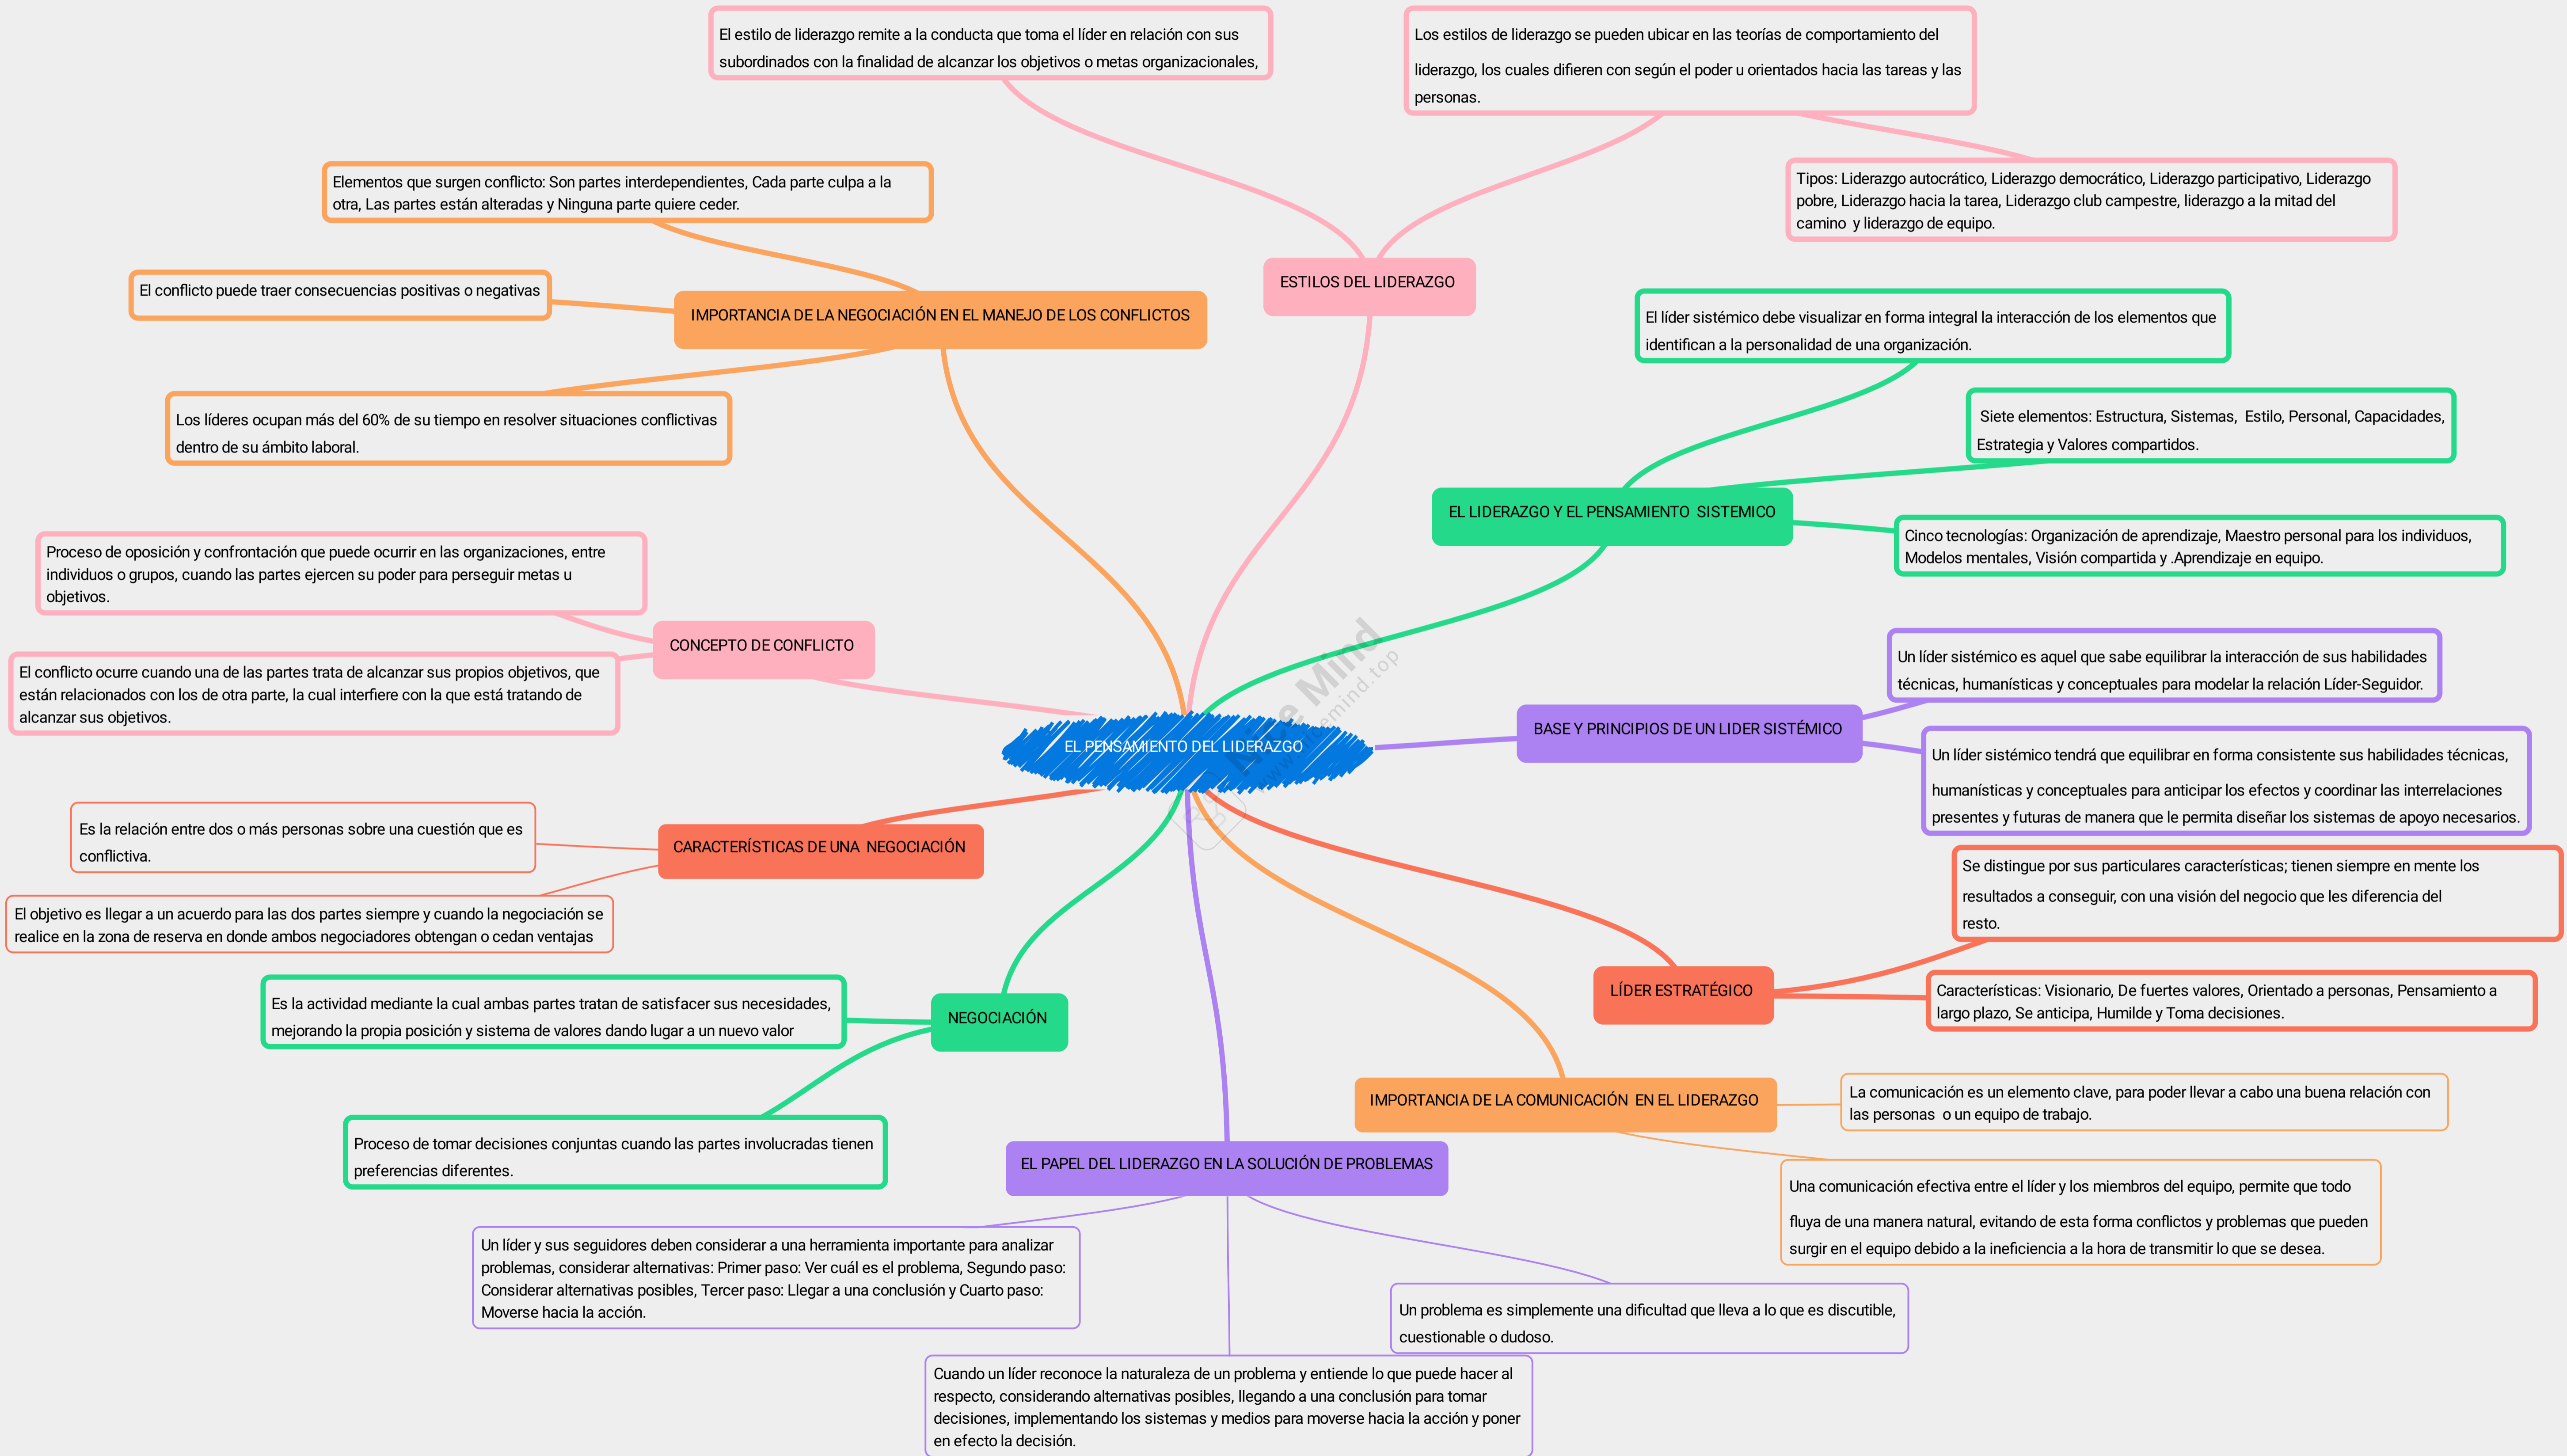 El estilo de liderazgo remite a la conducta que toma el líder en relación con sus
subordinados con la finalidad de alcanzar los objetivos o metas organizacionales,
Los estilos de liderazgo se pueden ubicar en las teorías de comportamiento del
liderazgo, los cuales difieren con según el poder u orientados hacia las tareas y las
personas.
Tipos: Liderazgo autocrático, Liderazgo democrático, Liderazgo participativo, Liderazgo
pobre, Liderazgo hacia la tarea, Liderazgo club campestre, liderazgo a la mitad del
camino  y liderazgo de equipo.
ESTILOS DEL LIDERAZGO
Elementos que surgen conflicto: Son partes interdependientes, Cada parte culpa a la
otra, Las partes están alteradas y Ninguna parte quiere ceder.
El conflicto puede traer consecuencias positivas o negativas
IMPORTANCIA DE LA NEGOCIACIÓN EN EL MANEJO DE LOS CONFLICTOS
Los líderes ocupan más del 60% de su tiempo en resolver situaciones conflictivas
dentro de su ámbito laboral.
El líder sistémico debe visualizar en forma integral la interacción de los elementos que
identifican a la personalidad de una organización.
Siete elementos: Estructura, Sistemas,  Estilo, Personal, Capacidades,
Estrategia y Valores compartidos.
EL LIDERAZGO Y EL PENSAMIENTO  SISTEMICO
Cinco tecnologías: Organización de aprendizaje, Maestro personal para los individuos,
Modelos mentales, Visión compartida y .Aprendizaje en equipo.
Proceso de oposición y confrontación que puede ocurrir en las organizaciones, entre
individuos o grupos, cuando las partes ejercen su poder para perseguir metas u
objetivos.
CONCEPTO DE CONFLICTO
El conflicto ocurre cuando una de las partes trata de alcanzar sus propios objetivos, que
están relacionados con los de otra parte, la cual interfiere con la que está tratando de
alcanzar sus objetivos.
Un líder sistémico es aquel que sabe equilibrar la interacción de sus habilidades
técnicas, humanísticas y conceptuales para modelar la relación Líder-Seguidor.
BASE Y PRINCIPIOS DE UN LIDER SISTÉMICO
Un líder sistémico tendrá que equilibrar en forma consistente sus habilidades técnicas,
humanísticas y conceptuales para anticipar los efectos y coordinar las interrelaciones
presentes y futuras de manera que le permita diseñar los sistemas de apoyo necesarios.
EL PENSAMIENTO DEL LIDERAZGO
Mind
Es la relación entre dos o más personas sobre una cuestión que es
conflictiva.
CARACTERÍSTICAS DE UNA  NEGOCIACIÓN
El objetivo es llegar a un acuerdo para las dos partes siempre y cuando la negociación se
realice en la zona de reserva en donde ambos negociadores obtengan o cedan ventajas
Se distingue por sus particulares características; tienen siempre en mente los
resultados a conseguir, con una visión del negocio que les diferencia del
resto.
LÍDER ESTRATÉGICO
Características: Visionario, De fuertes valores, Orientado a personas, Pensamiento a
largo plazo, Se anticipa, Humilde y Toma decisiones.
Es la actividad mediante la cual ambas partes tratan de satisfacer sus necesidades,
mejorando la propia posición y sistema de valores dando lugar a un nuevo valor
NEGOCIACIÓN
Proceso de tomar decisiones conjuntas cuando las partes involucradas tienen
preferencias diferentes.
IMPORTANCIA DE LA COMUNICACIÓN  EN EL LIDERAZGO
La comunicación es un elemento clave, para poder llevar a cabo una buena relación con
las personas  o un equipo de trabajo.
Una comunicación efectiva entre el líder y los miembros del equipo, permite que todo
fluya de una manera natural, evitando de esta forma conflictos y problemas que pueden
surgir en el equipo debido a la ineficiencia a la hora de transmitir lo que se desea.
EL PAPEL DEL LIDERAZGO EN LA SOLUCIÓN DE PROBLEMAS
Un líder y sus seguidores deben considerar a una herramienta importante para analizar
problemas, considerar alternativas: Primer paso: Ver cuál es el problema, Segundo paso:
Considerar alternativas posibles, Tercer paso: Llegar a una conclusión y Cuarto paso:
Moverse hacia la acción.
Un problema es simplemente una dificultad que lleva a lo que es discutible,
cuestionable o dudoso.
Cuando un líder reconoce la naturaleza de un problema y entiende lo que puede hacer al
respecto, considerando alternativas posibles, llegando a una conclusión para tomar
decisiones, implementando los sistemas y medios para moverse hacia la acción y poner
en efecto la decisión.